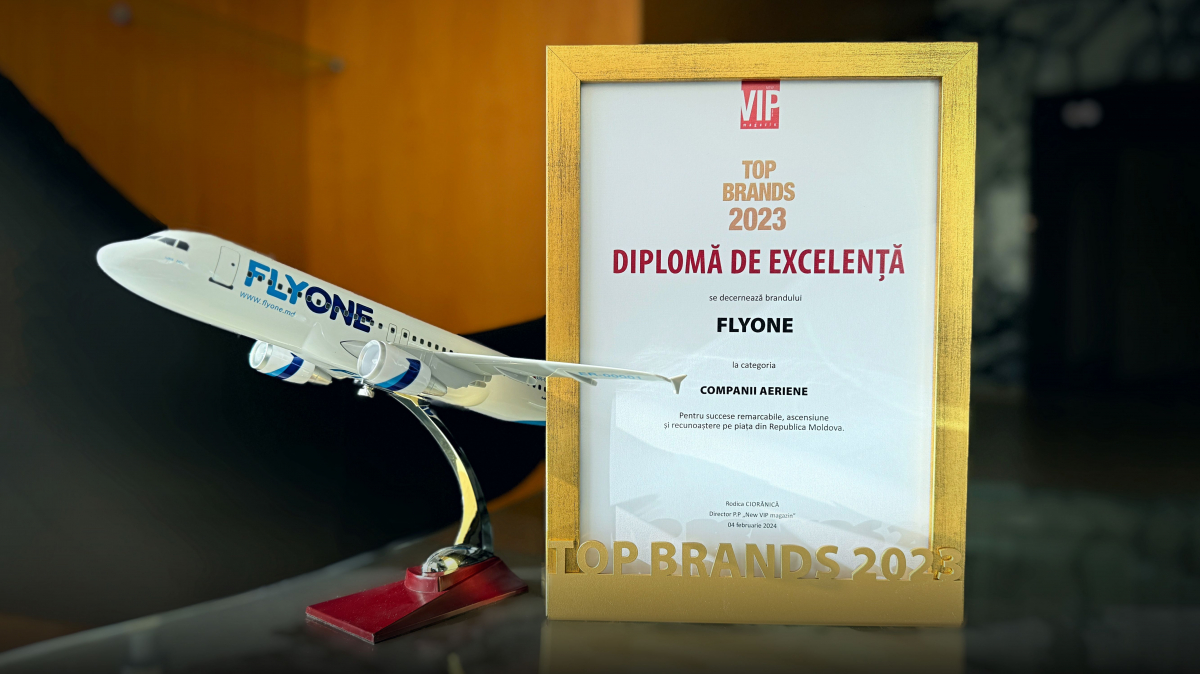 FLYONE
www.flyone.md
VIP
magazin
TOP
BRANDS
2023
DIPLOMĂ DE EXCELENȚĂ
se decernează brandului
FLYONE
la categoria
COMPANII AERIENE
Pentru succese remarcabile, ascensiune
și recunoaștere pe piața din Republica Moldova.
Rodica CIORĂNICĂ
Director P.P „New VIP magazin”
04 februarie 2024
TOP BRANDS 2023